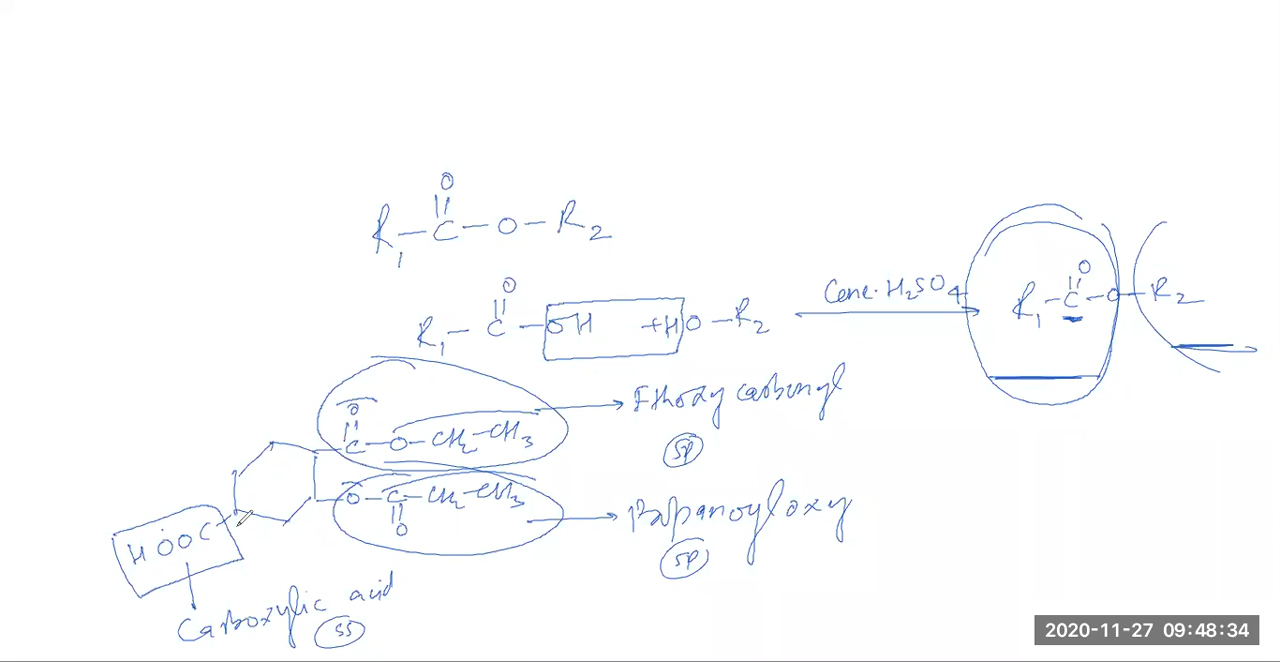 O
R₁–C–O–R₂
O
R₁–C–OH +HO–R₂
Conc. H₂SO₄
O
R₁–C–O–R₂
O
C–O–CH₂–CH₃
Ethoxy carbonyl
SP
O–C–CH₂–CH₃
O
Propanoyloxy
SP
HOOC
Carboxylic acid
SS
2020-11-27 09:48:34